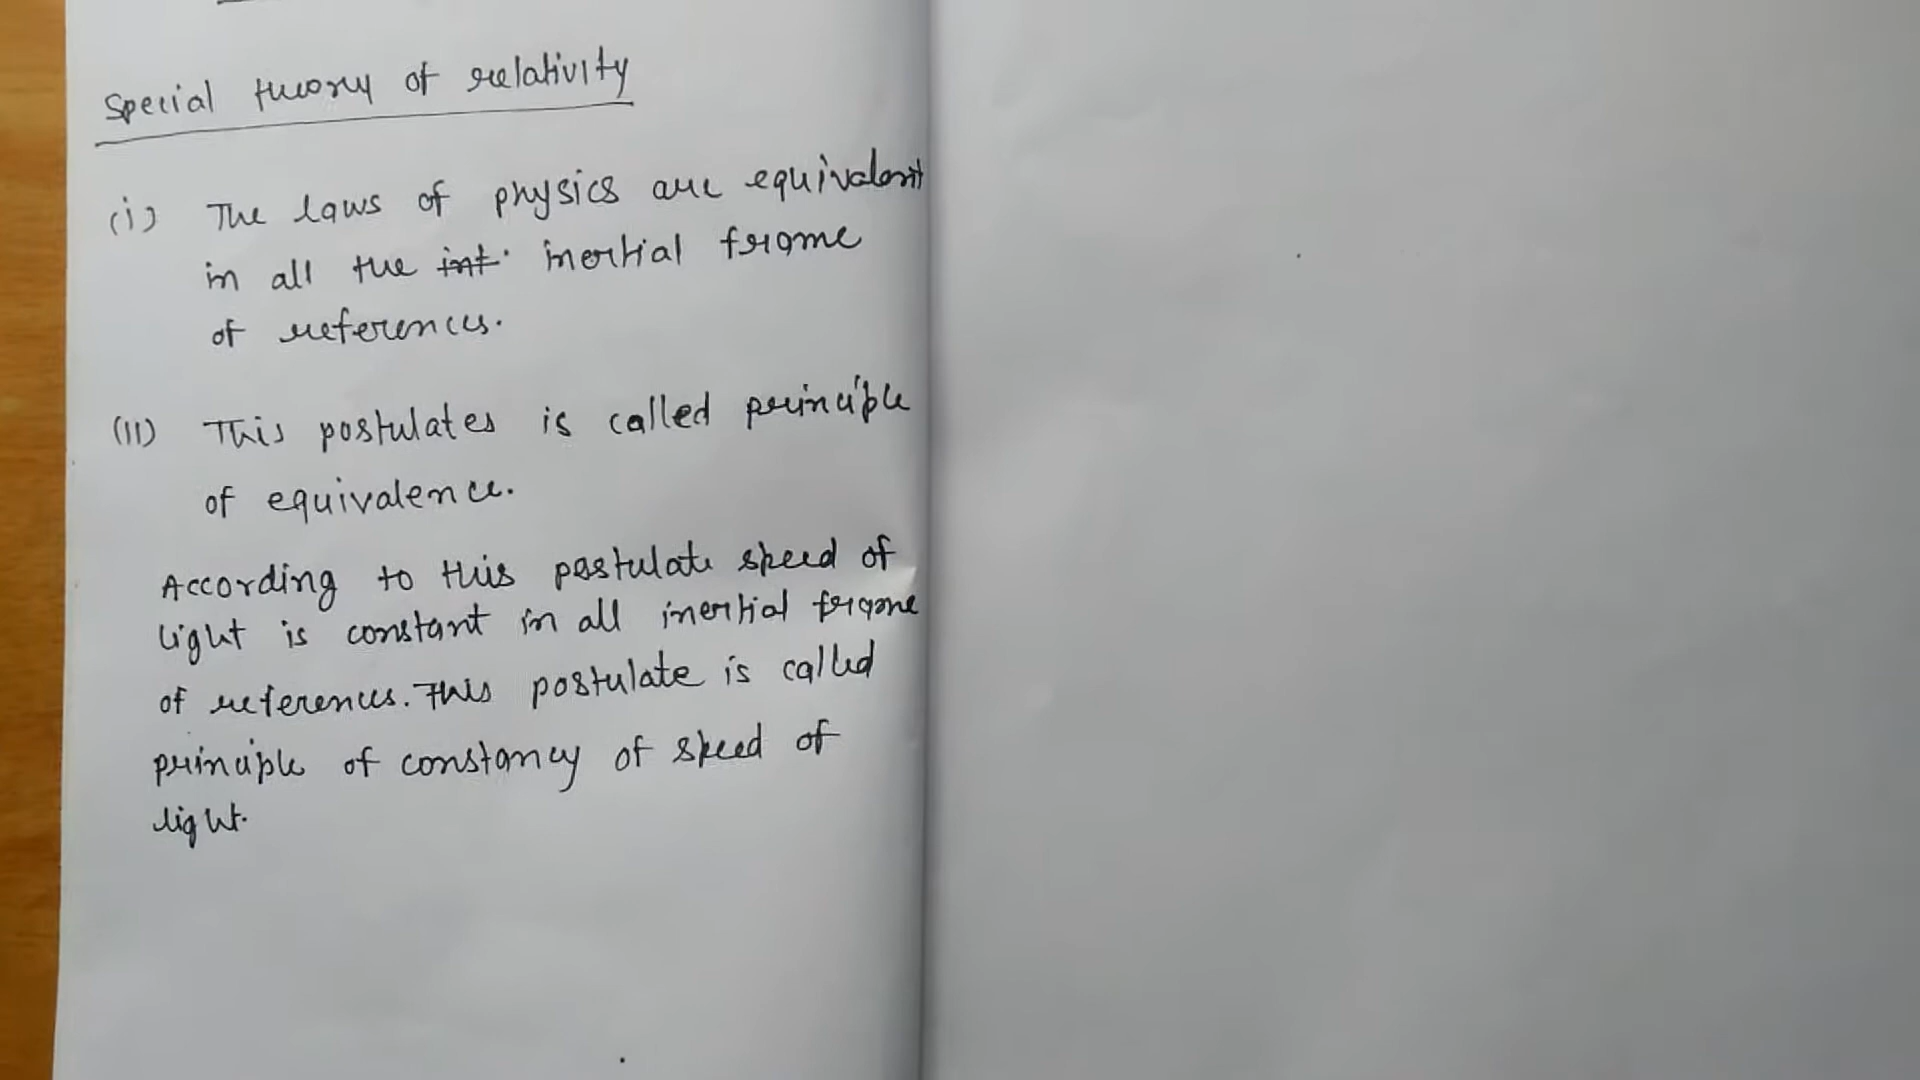 Special theory of relativity
(i) The laws of physics are equivalent
in all the int. inertial frame
of references.
(II) This postulates is called principle
of equivalence.
According to this postulate speed of
light is constant in all inertial frame
of references. This postulate is called
principle of constancy of speed of
light.